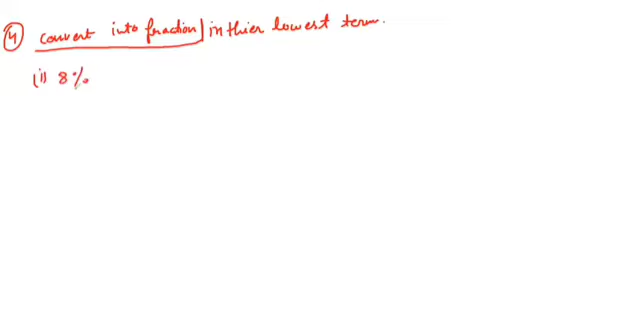 4 convert into fraction in thier lowest term.
(i) 8%